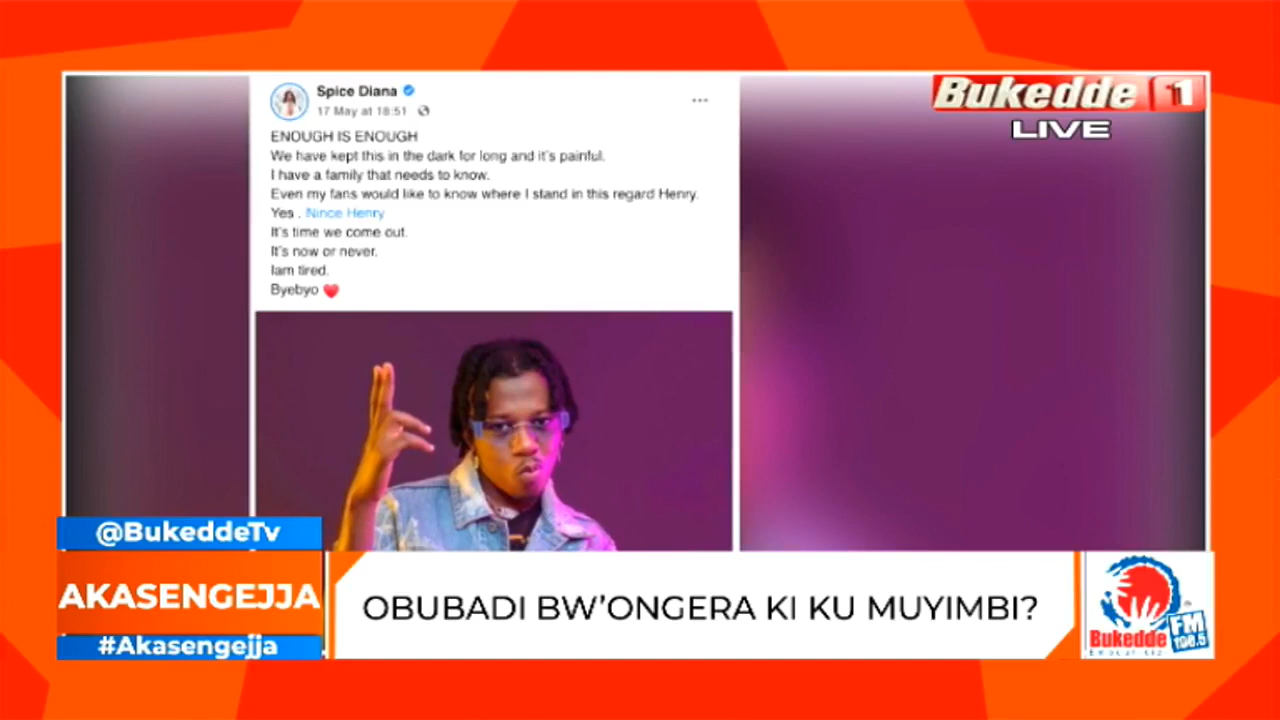 Spice Diana
17 May at 18:51
ENOUGH IS ENOUGH
We have kept this in the dark for long and it's painful.
I have a family that needs to know.
Even my fans would like to know where I stand in this regard Henry.
Yes . Nince Henry
It's time we come out.
It's now or never.
Iam tired.
Byebyo ❤️
Bukedde 1
LIVE
@BukeddeTv
AKASENGEJJA
#Akasengejja
OBUBADI BW'ONGERA KI KU MUYIMBI?
Bukedde
FM
100.5